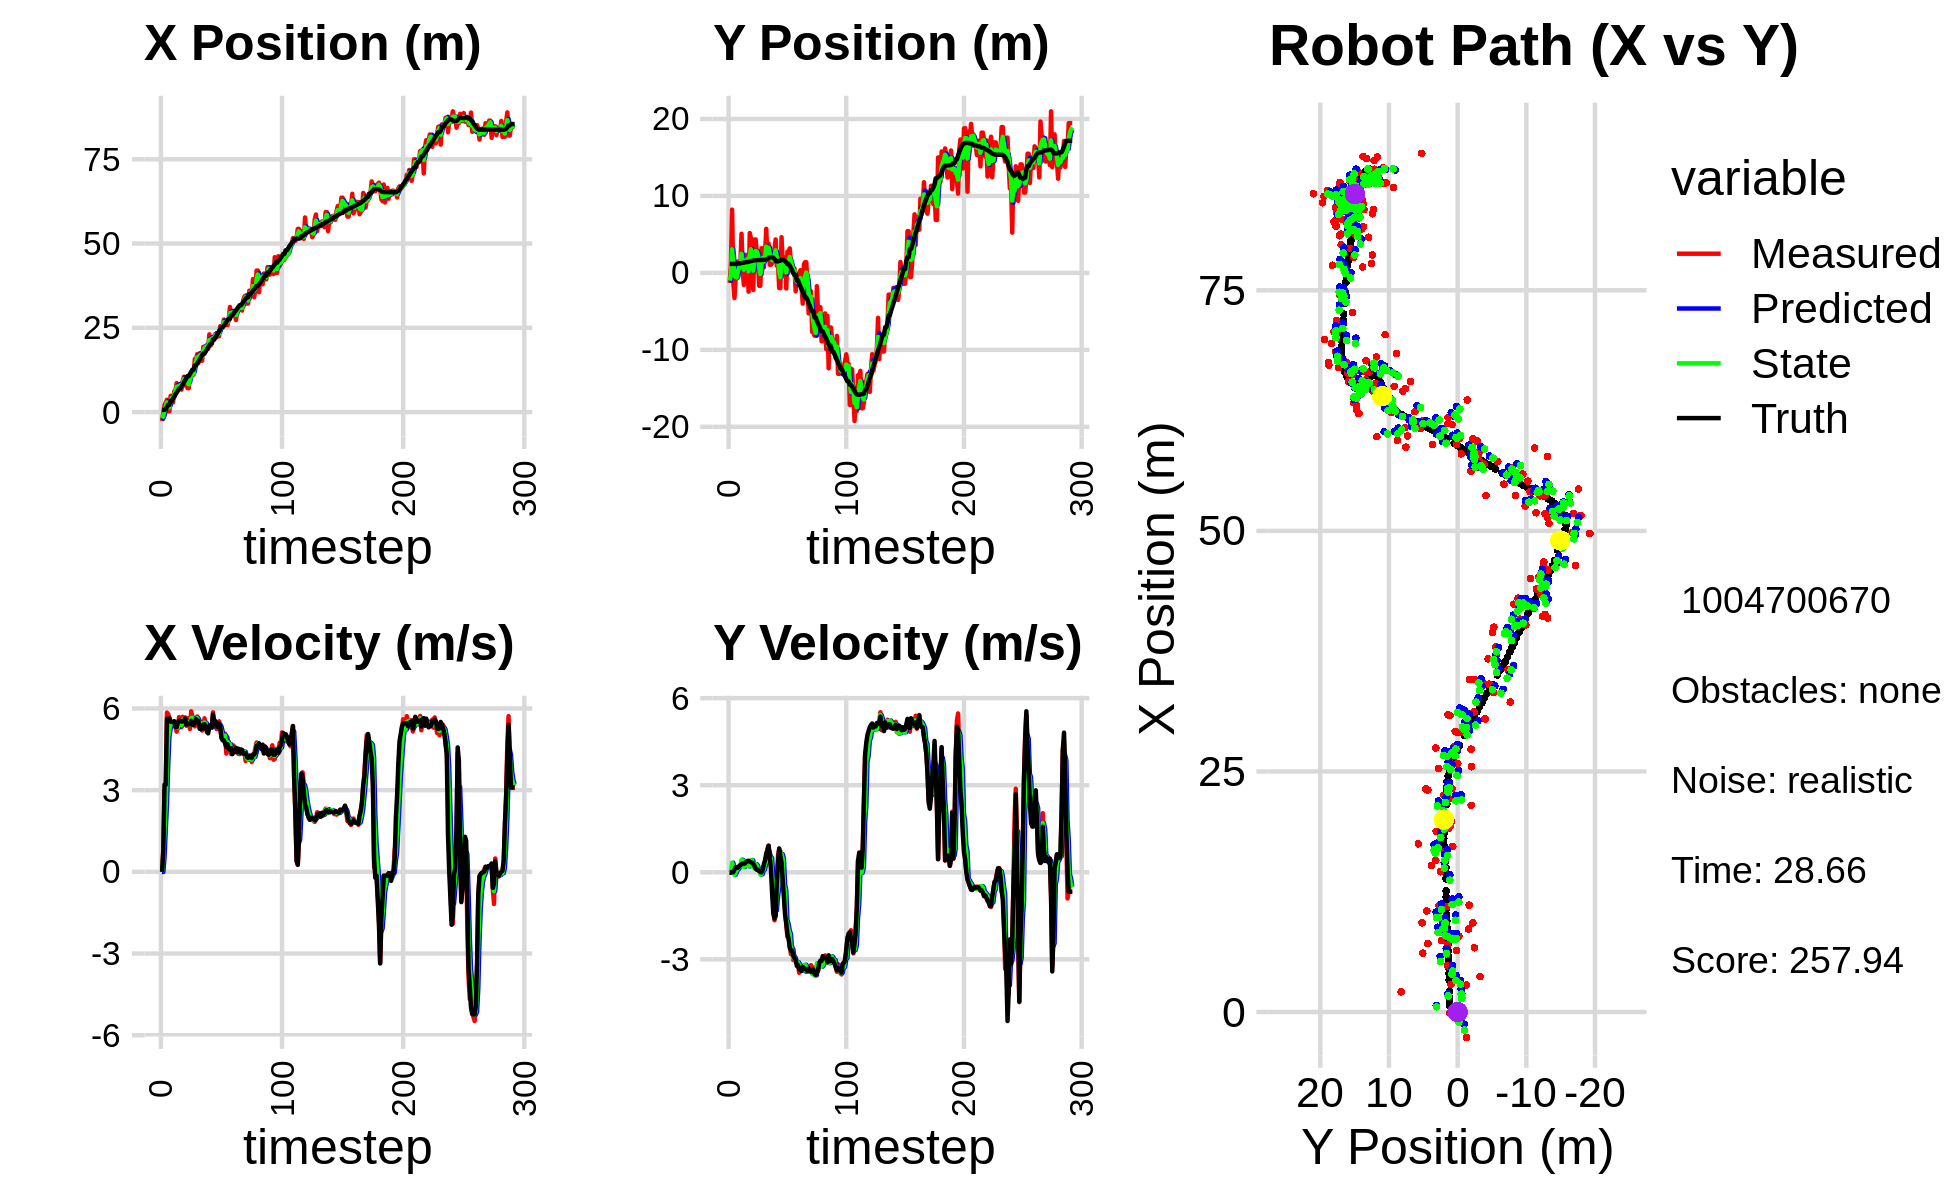 X Position (m)
75
50
25
0
0
100
200
300
timestep
Y Position (m)
20
10
0
-10
-20
0
100
200
300
timestep
X Velocity (m/s)
6
3
0
-3
-6
0
100
200
300
timestep
Y Velocity (m/s)
6
3
0
-3
0
100
200
300
timestep
Robot Path (X vs Y)
X Position (m)
75
50
25
0
20 10 0 -10 -20
Y Position (m)
variable
Measured
Predicted
State
Truth
1004700670
Obstacles: none
Noise: realistic
Time: 28.66
Score: 257.94